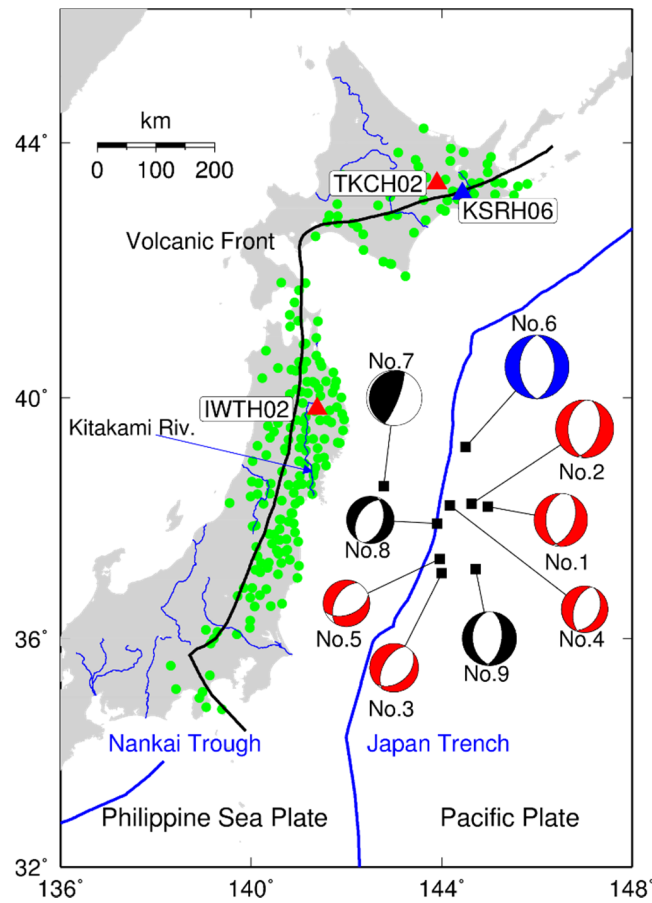 44°
40°
36°
32°
136°
140°
144°
148°
km
0 100 200
TKCH02
KSRH06
Volcanic Front
No.6
No.7
IWTH02
Kitakami Riv.
No.2
No.8
No.1
No.5
No.4
No.3
No.9
Nankai Trough
Japan Trench
Philippine Sea Plate
Pacific Plate